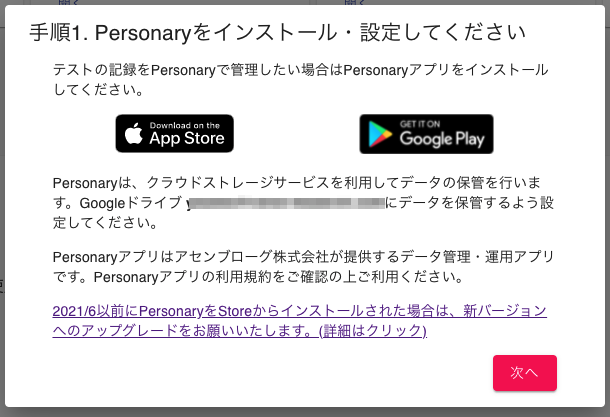 手順1. Personaryをインストール・設定してください
テストの記録をPersonaryで管理したい場合はPersonaryアプリをインストール
してください。
Download on the
App Store
GET IT ON
Google Play
Personaryは、クラウドストレージサービスを利用してデータの保管を行いま
す。Googleドライブ y にデータを保管するよう設
定してください。
Personaryアプリはアセンブローグ株式会社が提供するデータ管理・運用アプリ
です。Personaryアプリの利用規約をご確認の上ご利用ください。
2021/6以前にPersonaryをStoreからインストールされた場合は、新バージョン
へのアップグレードをお願いいたします。(詳細はクリック)
次へ